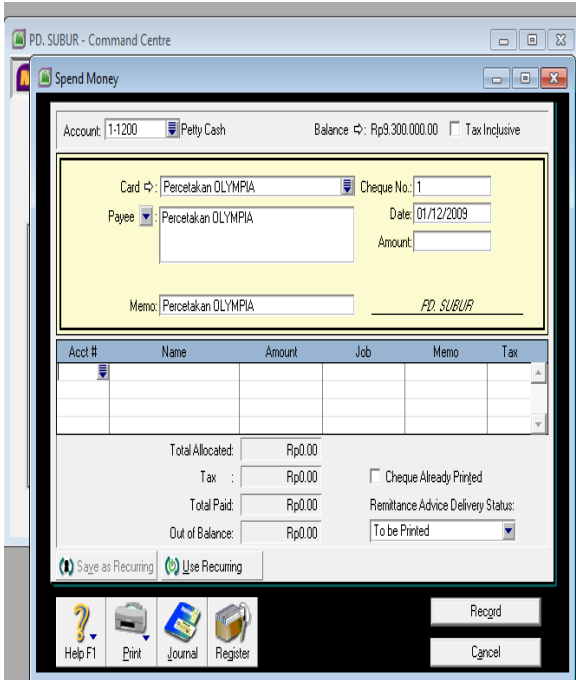 PD. SUBUR - Command Centre
Spend Money
Account: 1-1200 Petty Cash Balance ⇨: Rp9.300.000.00 Tax Inclusive
Card ⇨: Percetakan OLYMPIA Cheque No.: 1
Payee : Percetakan OLYMPIA Date: 01/12/2009
Amount:
Memo: Percetakan OLYMPIA PD. SUBUR
Acct # Name Amount Job Memo Tax
Total Allocated: Rp0.00
Tax : Rp0.00 Cheque Already Printed
Total Paid: Rp0.00 Remittance Advice Delivery Status:
Out of Balance: Rp0.00 To be Printed
Save as Recurring Use Recurring
Record
Help F1 Print Journal Register Cancel